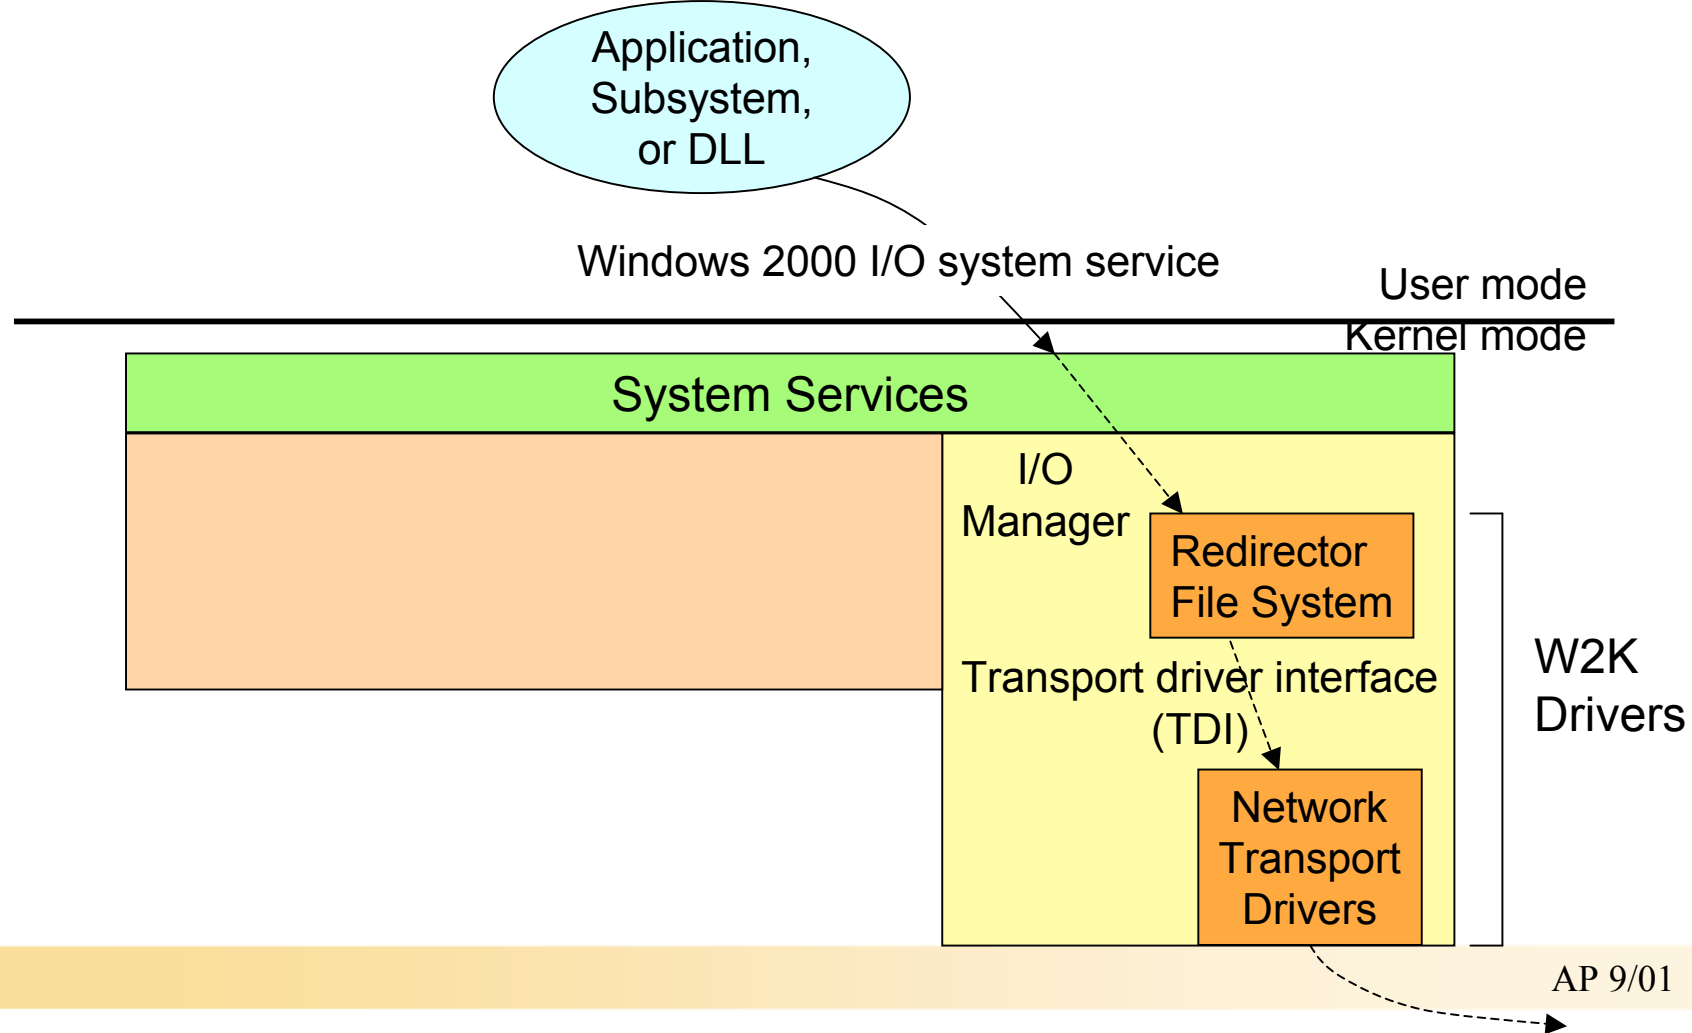 Application,
Subsystem,
or DLL
Windows 2000 I/O system service
User mode
Kernel mode
System Services
I/O
Manager
Redirector
File System
Transport driver interface
(TDI)
W2K
Drivers
Network
Transport
Drivers
AP 9/01